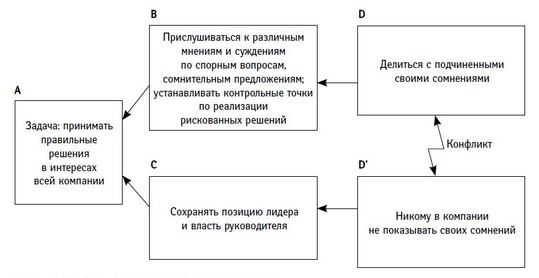 B
D
Прислушиваться к различным
мнениям и суждениям
по спорным вопросам,
сомнительным предложениям;
устанавливать контрольные точки
по реализации
рискованных решений
Делиться с подчиненными
своими сомнениями
A
Задача: принимать
правильные
решения
в интересах
всей компании
Конфликт
C
D'
Сохранять позицию лидера
и власть руководителя
Никому в компании
не показывать своих сомнений